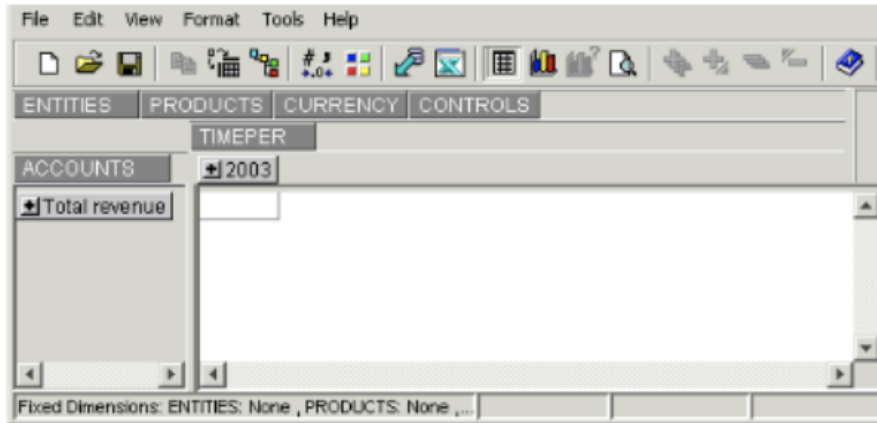 File Edit View Format Tools Help
ENTITIES PRODUCTS CURRENCY CONTROLS
TIMEPER
ACCOUNTS 2003
Total revenue
Fixed Dimensions: ENTITIES: None , PRODUCTS: None ,...